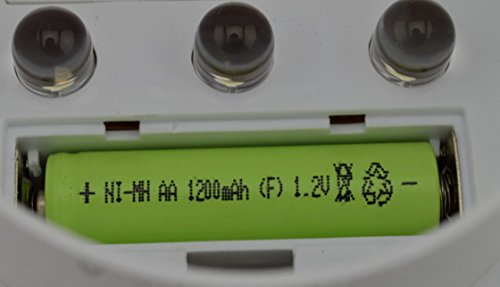 + NI-MH AA 1200mAh (F) 1.2V -